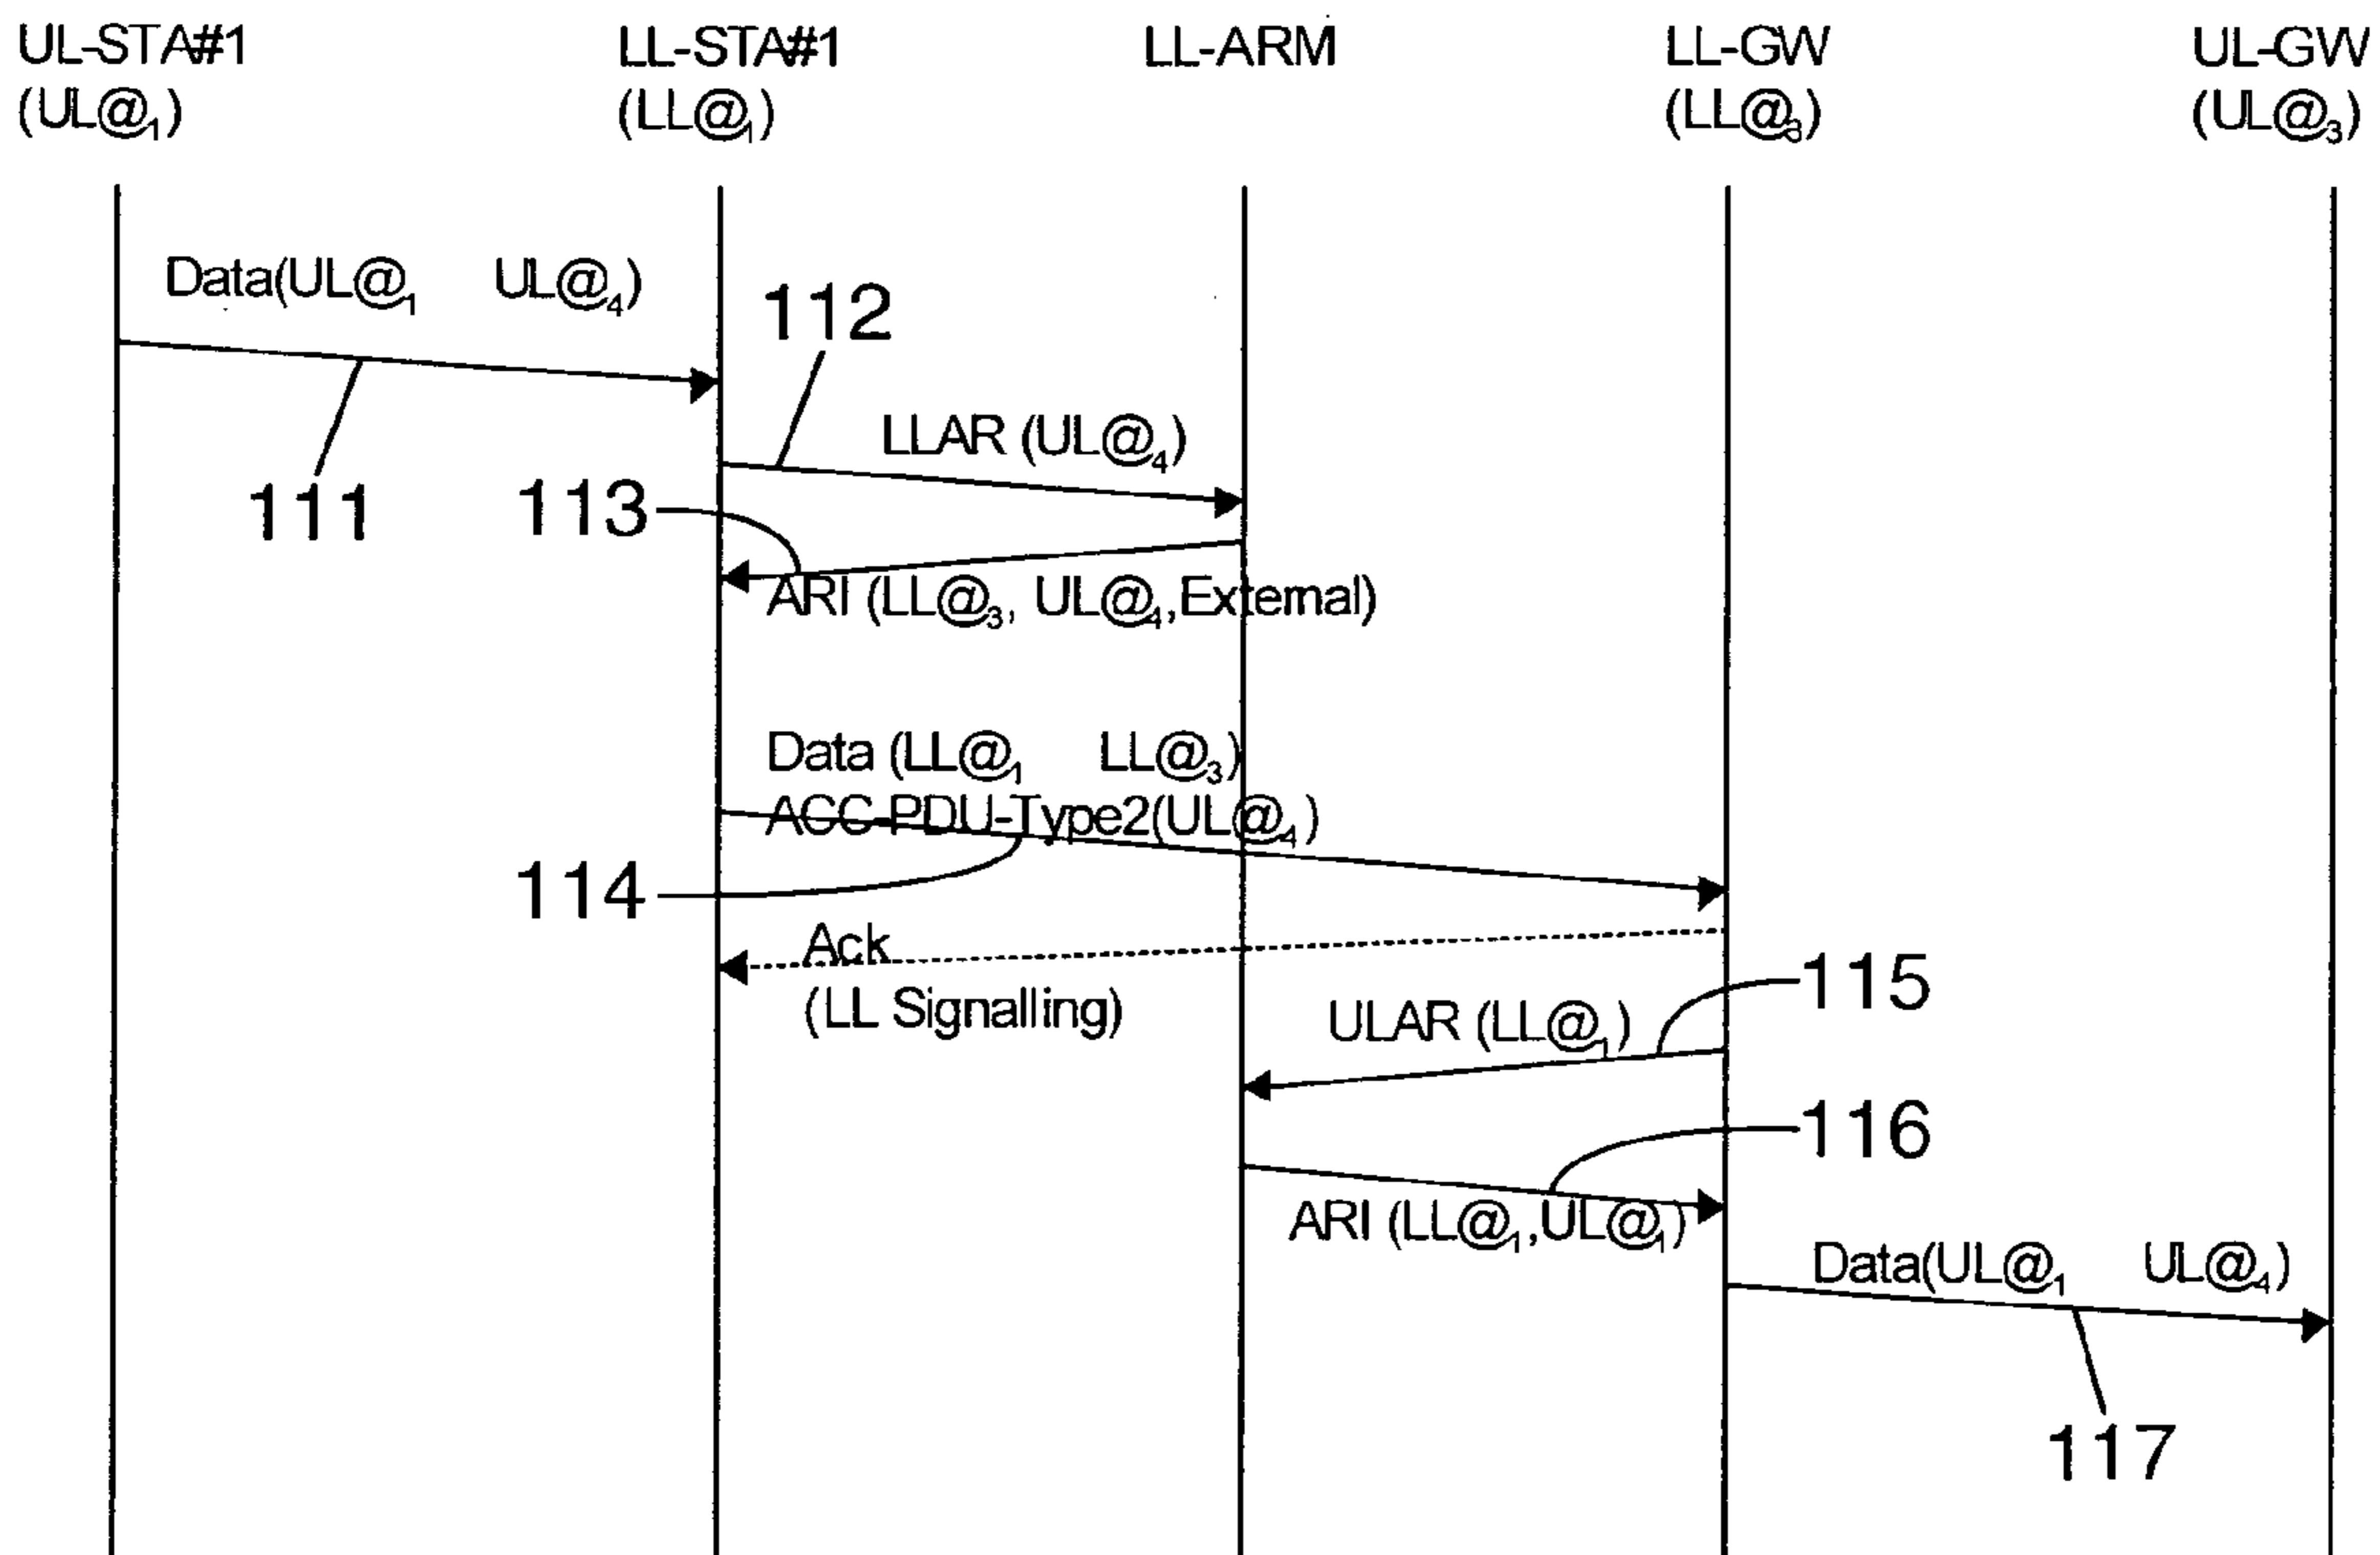 UL-STA#1 LL-STA#1 LL-ARM LL-GW UL-GW
(UL@₁) (LL@₁) (LL@₃) (UL@₃)
Data(UL@₁ UL@₄)
112
LLAR (UL@₄)
111
113
ARI (LL@₃, UL@₄,External)
Data (LL@₁ LL@₃)
ACC-PDU-Type2(UL@₄)
114
Ack
(LL Signalling)
115
ULAR (LL@₁)
116
ARI (LL@₁,UL@₁)
Data(UL@₁ UL@₄)
117